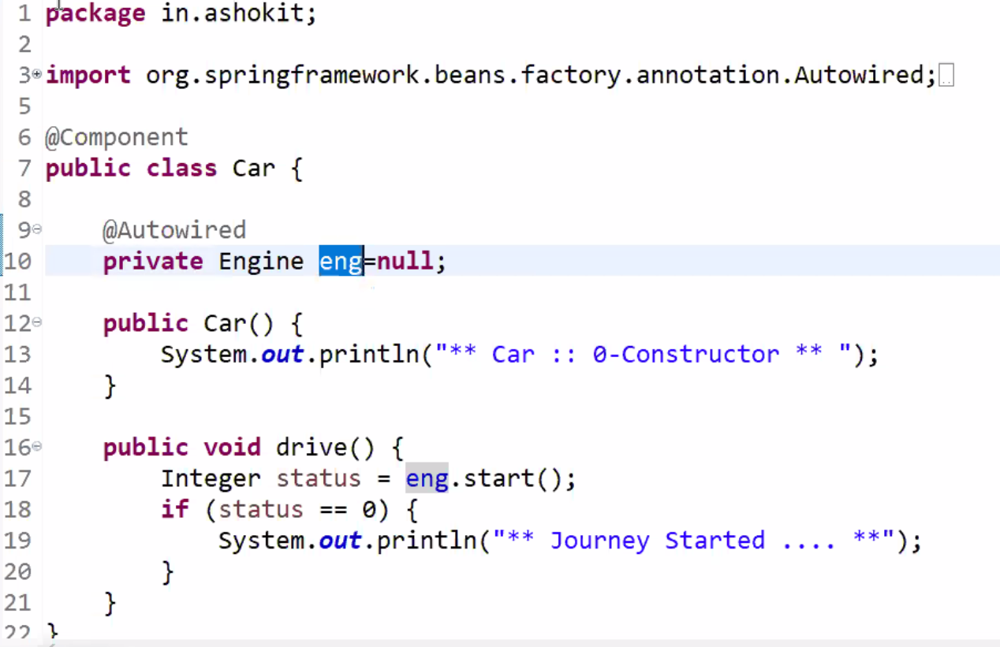 1 package in.ashokit;
2
3 import org.springframework.beans.factory.annotation.Autowired;
5
6 @Component
7 public class Car {
8
9     @Autowired
10     private Engine eng=null;
11
12     public Car() {
13         System.out.println("** Car :: 0-Constructor ** ");
14     }
15
16     public void drive() {
17         Integer status = eng.start();
18         if (status == 0) {
19             System.out.println("** Journey Started .... **");
20         }
21     }
22 }